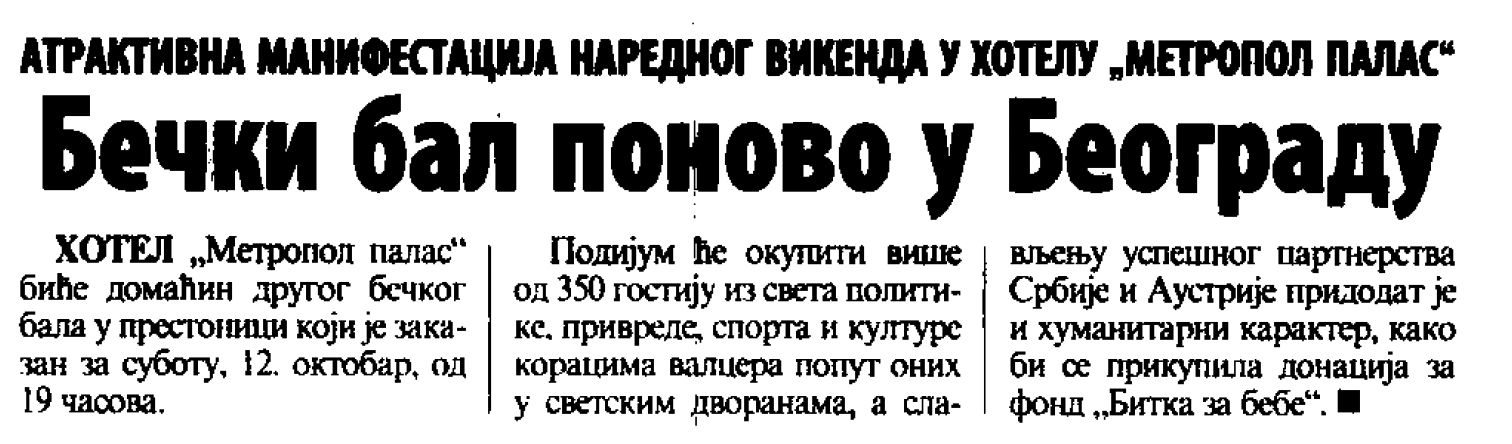 АТРАКТИВНА МАНИФЕСТАЦИЈА НАРЕДНОГ ВИКЕНДА У ХОТЕЛУ „МЕТРОПОЛ ПАЛАС“
Бечки бал поново у Београду
ХОТЕЛ „Метропол палас“
биће домаћин другог бечког
бала у престоници који је зака-
зан за суботу, 12. октобар, од
19 часова.
Подијум ће окупити више
од 350 гостију из света полити-
ке, привреде, спорта и културе
корацима валцера попут оних
у светским дворанама, а сла-
вљењу успешног партнерства
Србије и Аустрије придодат је
и хуманитарни карактер, како
би се прикупила донација за
фонд „Битка за бебе“. ■